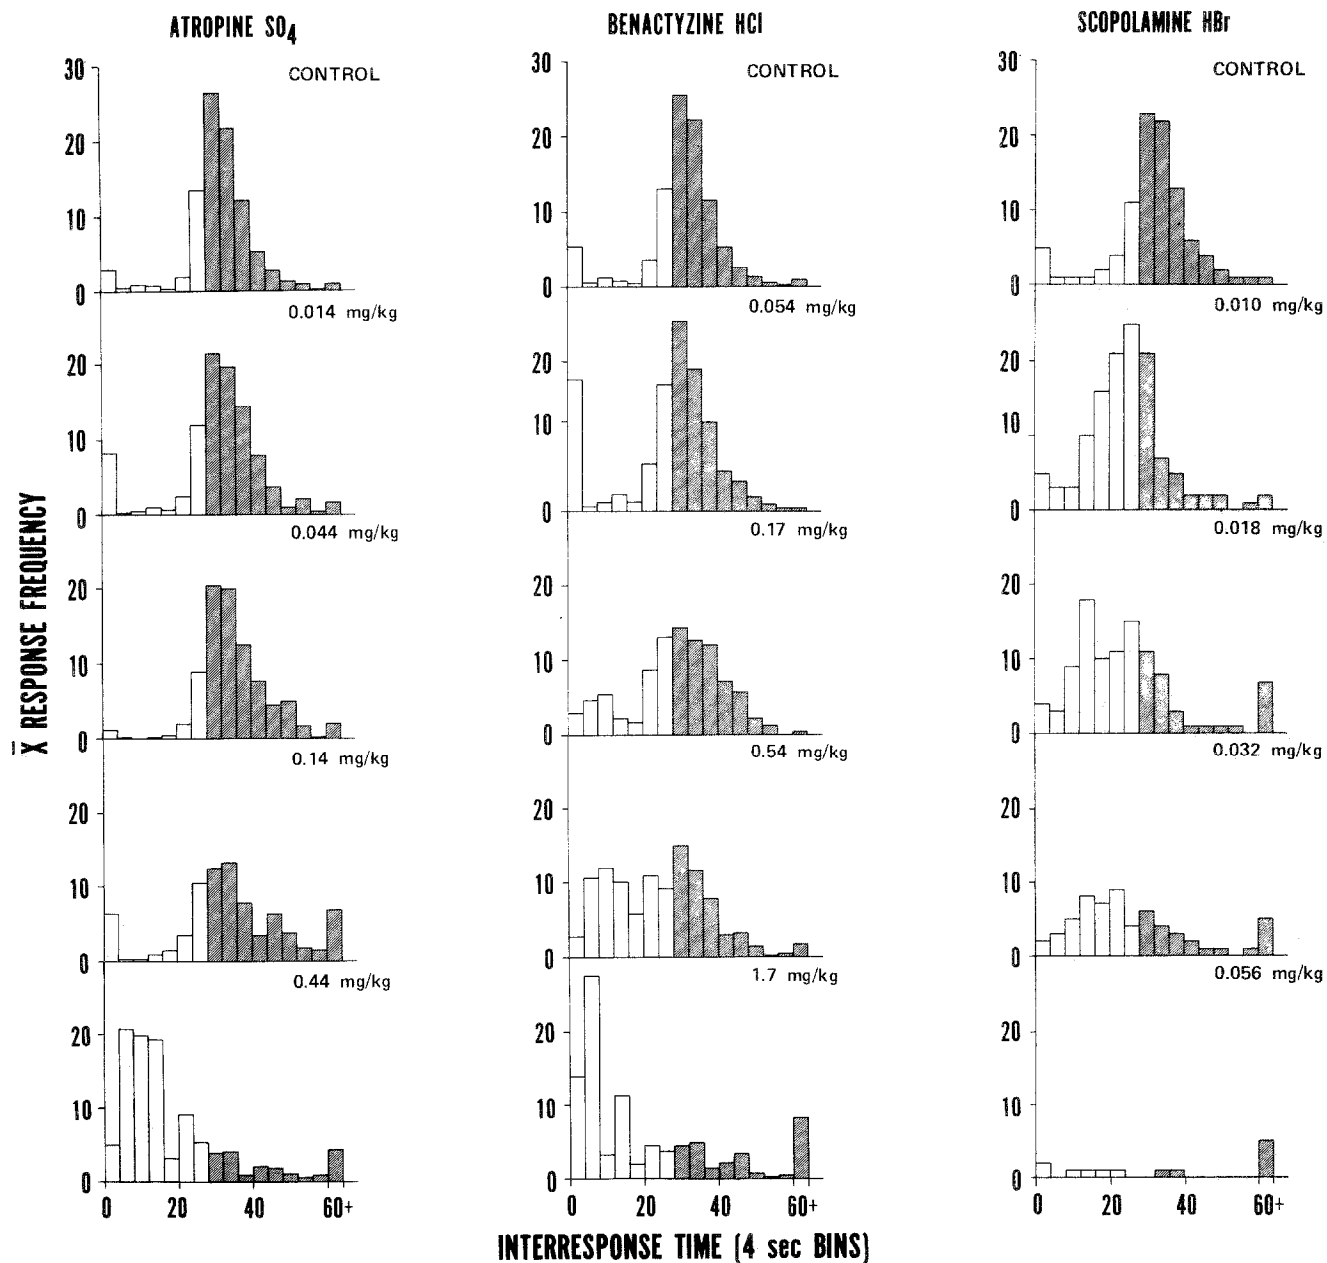 ATROPINE SO4
BENACTYZINE HCl
SCOPOLAMINE HBr
X̄ RESPONSE FREQUENCY
30
CONTROL
20
10
0
0.014 mg/kg
20
10
0
0.044 mg/kg
20
10
0
0.14 mg/kg
20
10
0
0.44 mg/kg
20
10
0
0 20 40 60+
30
CONTROL
20
10
0
0.054 mg/kg
20
10
0
0.17 mg/kg
20
10
0
0.54 mg/kg
20
10
0
1.7 mg/kg
20
10
0
0 20 40 60+
30
CONTROL
20
10
0
0.010 mg/kg
20
10
0
0.018 mg/kg
20
10
0
0.032 mg/kg
20
10
0
0.056 mg/kg
20
10
0
0 20 40 60+
INTERRESPONSE TIME (4 sec BINS)